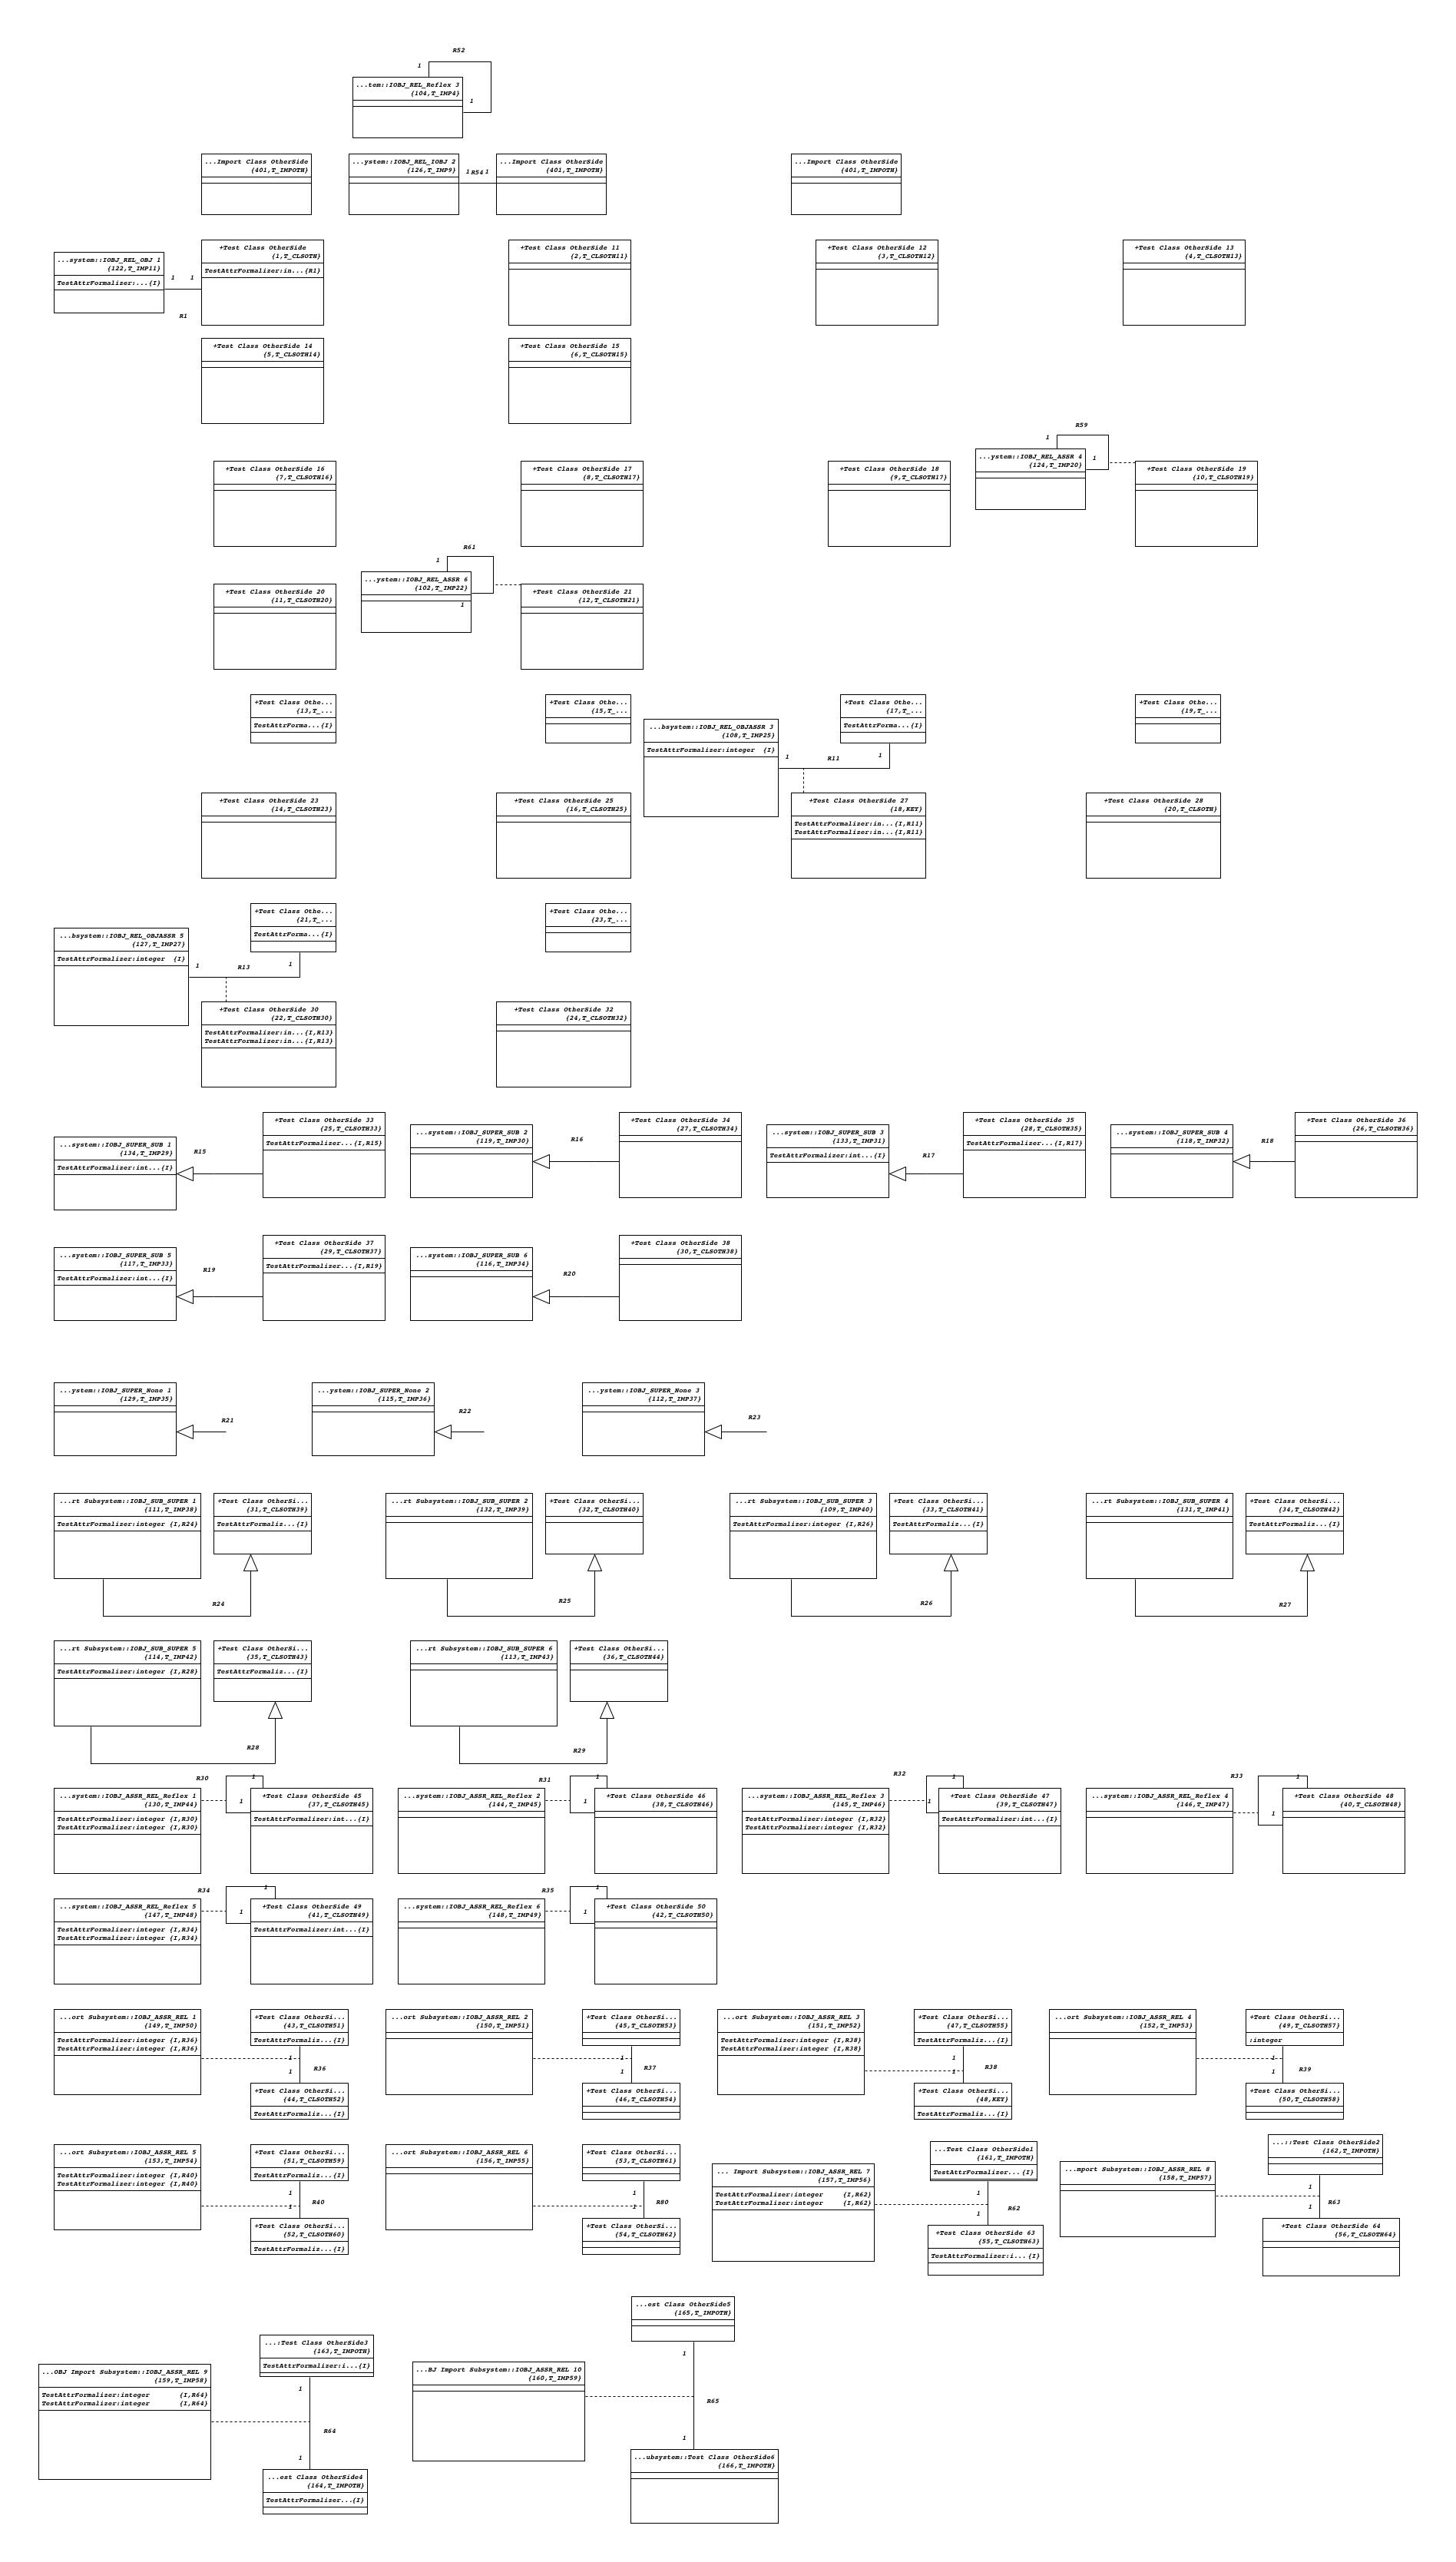 R52
1
...tem::IOBJ_REL_Reflex 3
{104,T_IMP4}
1
...Import Class OtherSide
{401,T_IMPOTH}
...ystem::IOBJ_REL_IOBJ 2
{126,T_IMP9}
1 R54 1
...Import Class OtherSide
{401,T_IMPOTH}
...Import Class OtherSide
{401,T_IMPOTH}
...system::IOBJ_REL_OBJ 1
{122,T_IMP11}
TestAttrFormalizer:...{I}
1 1
R1
+Test Class OtherSide
{1,T_CLSOTH}
TestAttrFormalizer:in...{R1}
+Test Class OtherSide 11
{2,T_CLSOTH11}
+Test Class OtherSide 12
{3,T_CLSOTH12}
+Test Class OtherSide 13
{4,T_CLSOTH13}
+Test Class OtherSide 14
{5,T_CLSOTH14}
+Test Class OtherSide 15
{6,T_CLSOTH15}
+Test Class OtherSide 16
{7,T_CLSOTH16}
+Test Class OtherSide 17
{8,T_CLSOTH17}
+Test Class OtherSide 18
{9,T_CLSOTH17}
R59
1
...ystem::IOBJ_REL_ASSR 4
{124,T_IMP20}
1
+Test Class OtherSide 19
{10,T_CLSOTH19}
+Test Class OtherSide 20
{11,T_CLSOTH20}
R61
1
...ystem::IOBJ_REL_ASSR 6
{102,T_IMP22}
1
+Test Class OtherSide 21
{12,T_CLSOTH21}
+Test Class Othe...
{13,T_...
TestAttrForma...{I}
+Test Class Othe...
{15,T_...
...bsystem::IOBJ_REL_OBJASSR 3
{108,T_IMP25}
TestAttrFormalizer:integer {I}
1 R11 1
+Test Class Othe...
{17,T_...
TestAttrForma...{I}
+Test Class Othe...
{19,T_...
+Test Class OtherSide 23
{14,T_CLSOTH23}
+Test Class OtherSide 25
{16,T_CLSOTH25}
+Test Class OtherSide 27
{18,KEY}
TestAttrFormalizer:in...{I,R11}
TestAttrFormalizer:in...{I,R11}
+Test Class OtherSide 28
{20,T_CLSOTH}
...bsystem::IOBJ_REL_OBJASSR 5
{127,T_IMP27}
TestAttrFormalizer:integer {I}
1 R13 1
+Test Class Othe...
{21,T_...
TestAttrForma...{I}
+Test Class Othe...
{23,T_...
+Test Class OtherSide 30
{22,T_CLSOTH30}
TestAttrFormalizer:in...{I,R13}
TestAttrFormalizer:in...{I,R13}
+Test Class OtherSide 32
{24,T_CLSOTH32}
...system::IOBJ_SUPER_SUB 1
{134,T_IMP29}
TestAttrFormalizer:int...{I}
R15
+Test Class OtherSide 33
{25,T_CLSOTH33}
TestAttrFormalizer...{I,R15}
...system::IOBJ_SUPER_SUB 2
{119,T_IMP30}
R16
+Test Class OtherSide 34
{27,T_CLSOTH34}
...system::IOBJ_SUPER_SUB 3
{133,T_IMP31}
TestAttrFormalizer:int...{I}
R17
+Test Class OtherSide 35
{28,T_CLSOTH35}
TestAttrFormalizer...{I,R17}
...system::IOBJ_SUPER_SUB 4
{118,T_IMP32}
R18
+Test Class OtherSide 36
{26,T_CLSOTH36}
...system::IOBJ_SUPER_SUB 5
{117,T_IMP33}
TestAttrFormalizer:int...{I}
R19
+Test Class OtherSide 37
{29,T_CLSOTH37}
TestAttrFormalizer...{I,R19}
...system::IOBJ_SUPER_SUB 6
{116,T_IMP34}
R20
+Test Class OtherSide 38
{30,T_CLSOTH38}
...ystem::IOBJ_SUPER_None 1
{129,T_IMP35}
R21
...ystem::IOBJ_SUPER_None 2
{115,T_IMP36}
R22
...ystem::IOBJ_SUPER_None 3
{112,T_IMP37}
R23
...rt Subsystem::IOBJ_SUB_SUPER 1
{111,T_IMP38}
TestAttrFormalizer:integer {I,R24}
+Test Class OtherSi...
{31,T_CLSOTH39}
TestAttrFormaliz...{I}
R24
...rt Subsystem::IOBJ_SUB_SUPER 2
{132,T_IMP39}
+Test Class OtherSi...
{32,T_CLSOTH40}
R25
...rt Subsystem::IOBJ_SUB_SUPER 3
{109,T_IMP40}
TestAttrFormalizer:integer {I,R26}
+Test Class OtherSi...
{33,T_CLSOTH41}
TestAttrFormaliz...{I}
R26
...rt Subsystem::IOBJ_SUB_SUPER 4
{131,T_IMP41}
+Test Class OtherSi...
{34,T_CLSOTH42}
TestAttrFormaliz...{I}
R27
...rt Subsystem::IOBJ_SUB_SUPER 5
{114,T_IMP42}
TestAttrFormalizer:integer {I,R28}
+Test Class OtherSi...
{35,T_CLSOTH43}
TestAttrFormaliz...{I}
R28
...rt Subsystem::IOBJ_SUB_SUPER 6
{113,T_IMP43}
+Test Class OtherSi...
{36,T_CLSOTH44}
R29
...system::IOBJ_ASSR_REL_Reflex 1
{130,T_IMP44}
TestAttrFormalizer:integer {I,R30}
TestAttrFormalizer:integer {I,R30}
R30
1
1
+Test Class OtherSide 45
{37,T_CLSOTH45}
TestAttrFormalizer:int...{I}
...system::IOBJ_ASSR_REL_Reflex 2
{144,T_IMP45}
R31
1
1
+Test Class OtherSide 46
{38,T_CLSOTH46}
...system::IOBJ_ASSR_REL_Reflex 3
{145,T_IMP46}
TestAttrFormalizer:integer {I,R32}
TestAttrFormalizer:integer {I,R32}
R32
1
1
+Test Class OtherSide 47
{39,T_CLSOTH47}
TestAttrFormalizer:int...{I}
...system::IOBJ_ASSR_REL_Reflex 4
{146,T_IMP47}
R33
1
1
+Test Class OtherSide 48
{40,T_CLSOTH48}
...system::IOBJ_ASSR_REL_Reflex 5
{147,T_IMP48}
TestAttrFormalizer:integer {I,R34}
TestAttrFormalizer:integer {I,R34}
R34
1
1
+Test Class OtherSide 49
{41,T_CLSOTH49}
TestAttrFormalizer:int...{I}
...system::IOBJ_ASSR_REL_Reflex 6
{148,T_IMP49}
R35
1
1
+Test Class OtherSide 50
{42,T_CLSOTH50}
...ort Subsystem::IOBJ_ASSR_REL 1
{149,T_IMP50}
TestAttrFormalizer:integer {I,R36}
TestAttrFormalizer:integer {I,R36}
+Test Class OtherSi...
{43,T_CLSOTH51}
TestAttrFormaliz...{I}
1
1
R36
+Test Class OtherSi...
{44,T_CLSOTH52}
TestAttrFormaliz...{I}
...ort Subsystem::IOBJ_ASSR_REL 2
{150,T_IMP51}
+Test Class OtherSi...
{45,T_CLSOTH53}
1
1
R37
+Test Class OtherSi...
{46,T_CLSOTH54}
...ort Subsystem::IOBJ_ASSR_REL 3
{151,T_IMP52}
TestAttrFormalizer:integer {I,R38}
TestAttrFormalizer:integer {I,R38}
+Test Class OtherSi...
{47,T_CLSOTH55}
TestAttrFormaliz...{I}
1
1
R38
+Test Class OtherSi...
{48,KEY}
TestAttrFormaliz...{I}
...ort Subsystem::IOBJ_ASSR_REL 4
{152,T_IMP53}
+Test Class OtherSi...
{49,T_CLSOTH57}
:integer
1
1
R39
+Test Class OtherSi...
{50,T_CLSOTH58}
...ort Subsystem::IOBJ_ASSR_REL 5
{153,T_IMP54}
TestAttrFormalizer:integer {I,R40}
TestAttrFormalizer:integer {I,R40}
+Test Class OtherSi...
{51,T_CLSOTH59}
TestAttrFormaliz...{I}
1
1
R40
+Test Class OtherSi...
{52,T_CLSOTH60}
TestAttrFormaliz...{I}
...ort Subsystem::IOBJ_ASSR_REL 6
{156,T_IMP55}
+Test Class OtherSi...
{53,T_CLSOTH61}
1
1
R80
+Test Class OtherSi...
{54,T_CLSOTH62}
... Import Subsystem::IOBJ_ASSR_REL 7
{157,T_IMP56}
TestAttrFormalizer:integer {I,R62}
TestAttrFormalizer:integer {I,R62}
...Test Class OtherSide1
{161,T_IMPOTH}
TestAttrFormalizer...{I}
1
1
R62
+Test Class OtherSide 63
{55,T_CLSOTH63}
TestAttrFormalizer:i...{I}
...mport Subsystem::IOBJ_ASSR_REL 8
{158,T_IMP57}
...::Test Class OtherSide2
{162,T_IMPOTH}
1
1
R63
+Test Class OtherSide 64
{56,T_CLSOTH64}
...OBJ Import Subsystem::IOBJ_ASSR_REL 9
{159,T_IMP58}
TestAttrFormalizer:integer {I,R64}
TestAttrFormalizer:integer {I,R64}
...:Test Class OtherSide3
{163,T_IMPOTH}
TestAttrFormalizer:i...{I}
1
R64
1
...est Class OtherSide4
{164,T_IMPOTH}
TestAttrFormalizer...{I}
...BJ Import Subsystem::IOBJ_ASSR_REL 10
{160,T_IMP59}
...est Class OtherSide5
{165,T_IMPOTH}
1
R65
1
...ubsystem::Test Class OtherSide6
{166,T_IMPOTH}